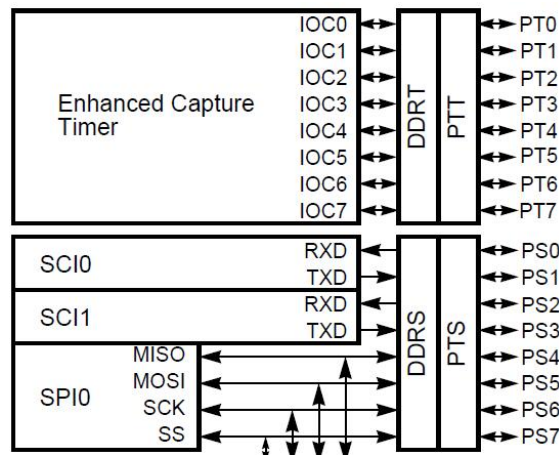 IOC0 PT0
IOC1 PT1
IOC2 PT2
Enhanced Capture IOC3 PT3
Timer IOC4 DDRT PTT PT4
IOC5 PT5
IOC6 PT6
IOC7 PT7
SCI0 RXD PS0
TXD PS1
SCI1 RXD PS2
TXD PS3
MISO DDRS PTS PS4
SPI0 MOSI PS5
SCK PS6
SS PS7